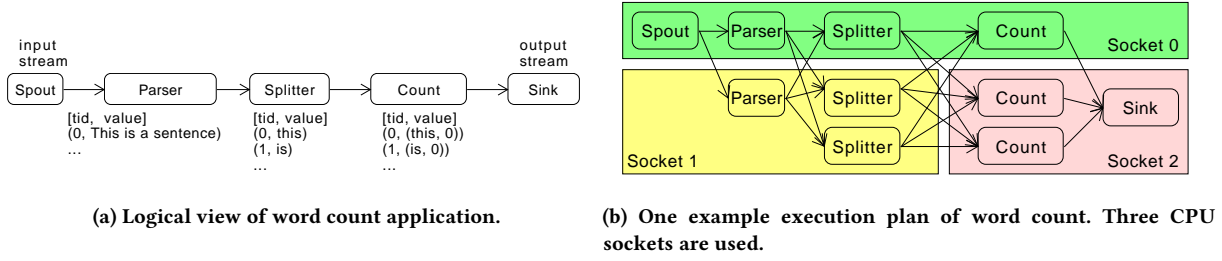 input
stream
output
stream
Spout
Parser
Splitter
Count
Sink
[tid, value]
(0, This is a sentence)
...
[tid, value]
(0, this)
(1, is)
...
[tid, value]
(0, (this, 0))
(1, (is, 0))
...
(a) Logical view of word count application.
Spout
Parser
Splitter
Count
Socket 0
Parser
Splitter
Splitter
Socket 1
Count
Count
Sink
Socket 2
(b) One example execution plan of word count. Three CPU
sockets are used.